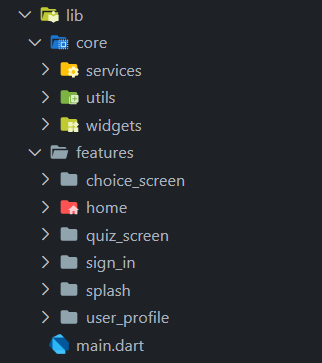 lib
core
services
utils
widgets
features
choice_screen
home
quiz_screen
sign_in
splash
user_profile
main.dart